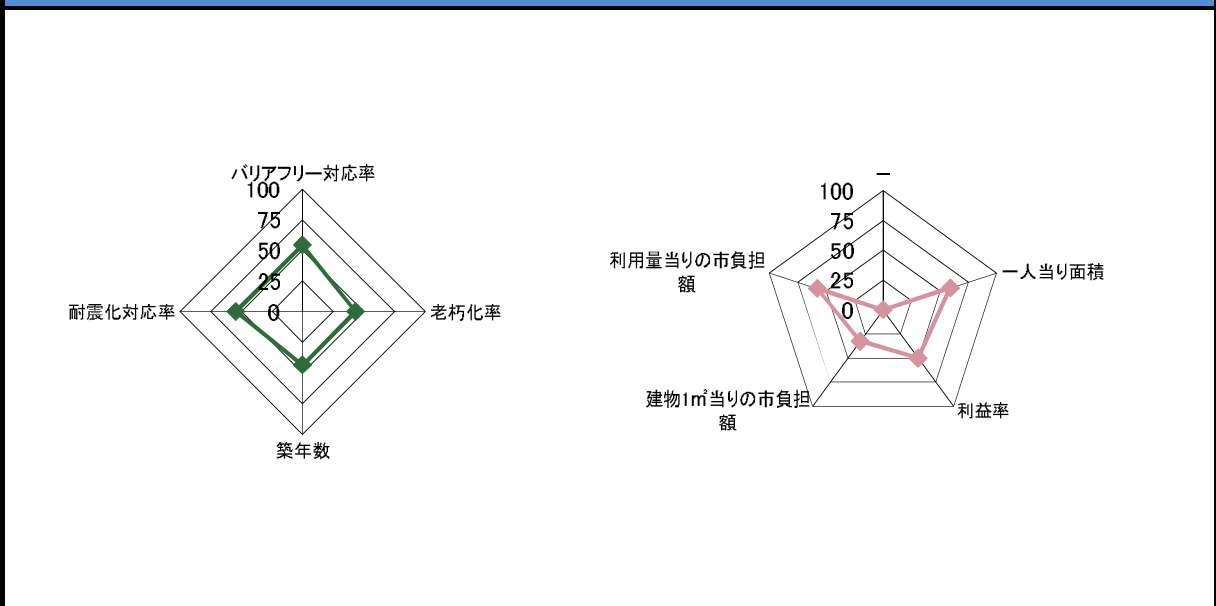 バリアフリー対応率
100
75
50
25
0
耐震化対応率
老朽化率
築年数
ー
100
75
50
25
0
利用量当りの市負担
額
一人当り面積
建物1㎡当りの市負担
額
利益率